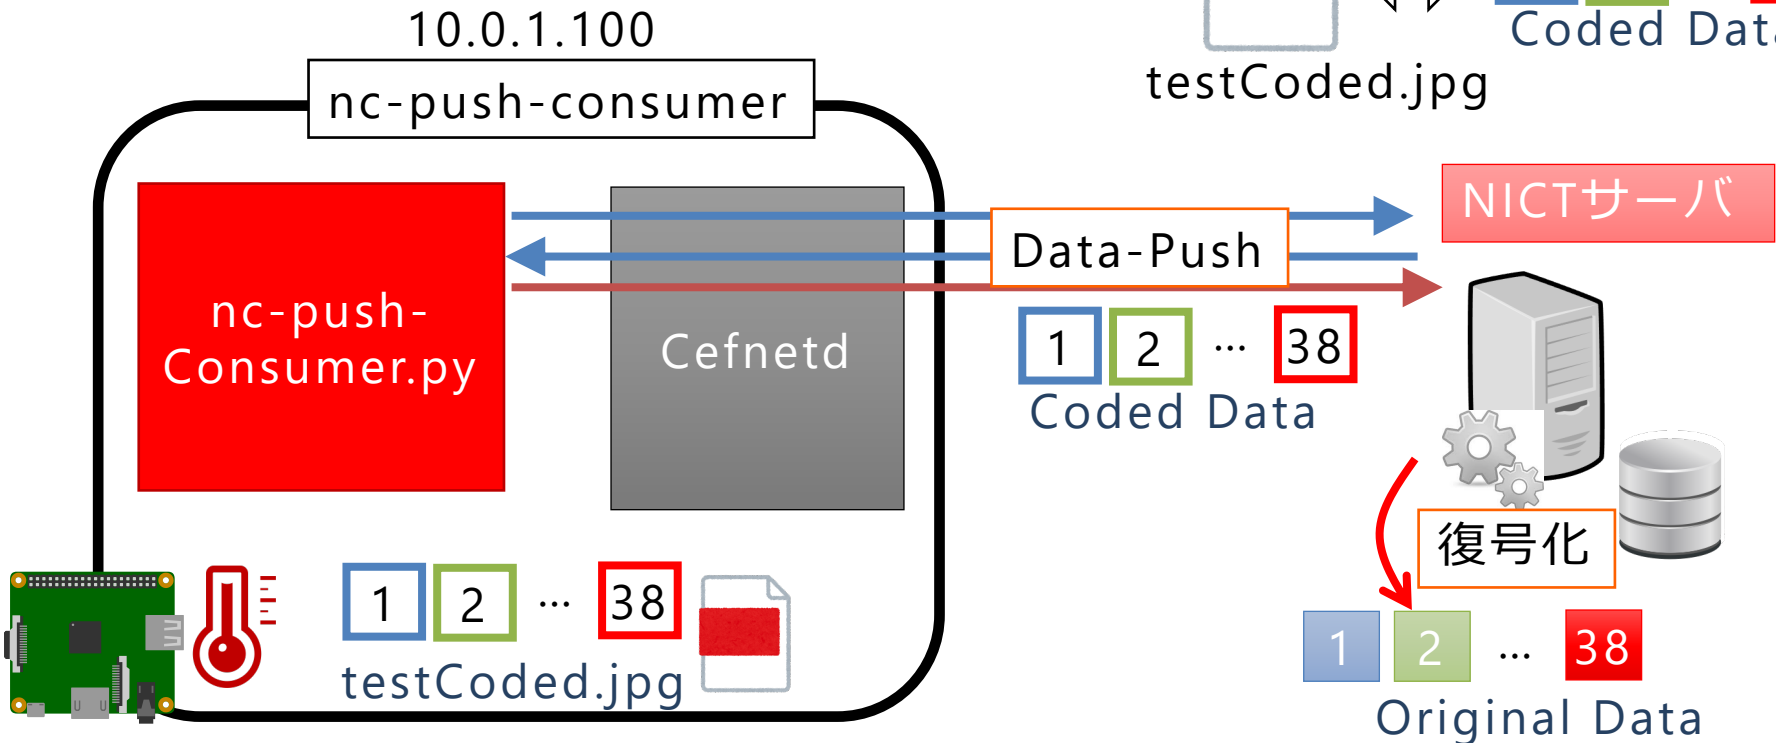 10.0.1.100
nc-push-consumer
Coded Data
testCoded.jpg
NICTサーバ
Data-Push
nc-push-
Consumer.py
Cefnetd
1 2 … 38
Coded Data
復号化
1 2 … 38
testCoded.jpg
1 2 … 38
Original Data